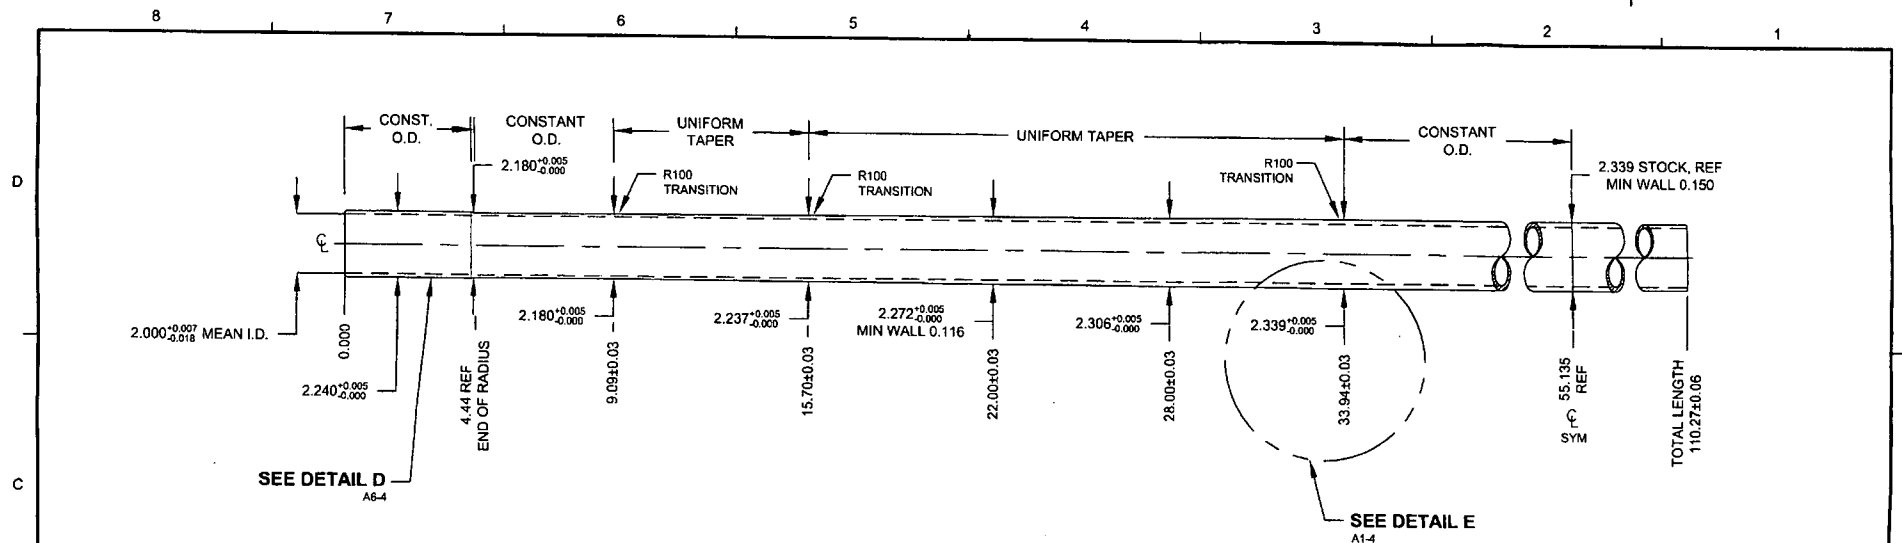 8 7 6 5 4 3 2 1
D
C
CONST.
O.D.
CONSTANT
O.D.
UNIFORM
TAPER
UNIFORM TAPER
CONSTANT
O.D.
2.180+0.005-0.000
R100
TRANSITION
R100
TRANSITION
R100
TRANSITION
2.339 STOCK, REF
MIN WALL 0.150
℄
2.000+0.007-0.018 MEAN I.D.
0.000
2.240+0.005-0.000
4.44 REF
END OF RADIUS
2.180+0.005-0.000
9.09±0.03
2.237+0.005-0.000
15.70±0.03
2.272+0.005-0.000
MIN WALL 0.116
22.00±0.03
2.306+0.005-0.000
28.00±0.03
2.339+0.005-0.000
33.94±0.03
55.135
REF
℄
SYM
TOTAL LENGTH
110.27±0.06
SEE DETAIL D
A6-4
SEE DETAIL E
A1-4